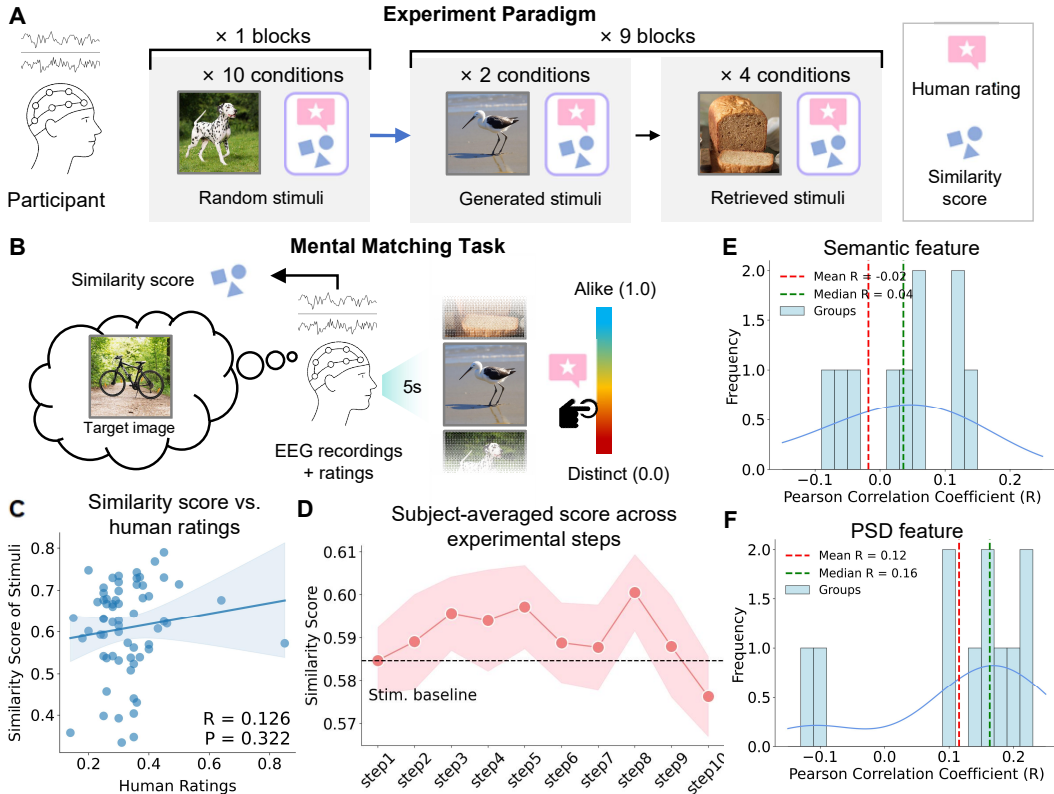 A
Experiment Paradigm
× 1 blocks
× 9 blocks
× 10 conditions
× 2 conditions
× 4 conditions
Human rating
Similarity
score
Participant
Random stimuli
Generated stimuli
Retrieved stimuli
B
Mental Matching Task
Similarity score
Target image
EEG recordings
+ ratings
5s
Alike (1.0)
Distinct (0.0)
C
Similarity score vs.
human ratings
Similarity Score of Stimuli
0.8
0.7
0.6
0.5
0.4
R = 0.126
P = 0.322
0.2
0.4
0.6
0.8
Human Ratings
D
Subject-averaged score across
experimental steps
Similarity Score
0.61
0.60
0.59
0.58
0.57
Stim. baseline
step1
step2
step3
step4
step5
step6
step7
step8
step9
step10
E
Semantic feature
Frequency
2.0
1.5
1.0
0.5
0.0
Mean R = -0.02
Median R = 0.04
Groups
−0.1
0.0
0.1
0.2
Pearson Correlation Coefficient (R)
F
PSD feature
Frequency
2.0
1.5
1.0
0.5
0.0
Mean R = 0.12
Median R = 0.16
Groups
−0.1
0.0
0.1
0.2
Pearson Correlation Coefficient (R)